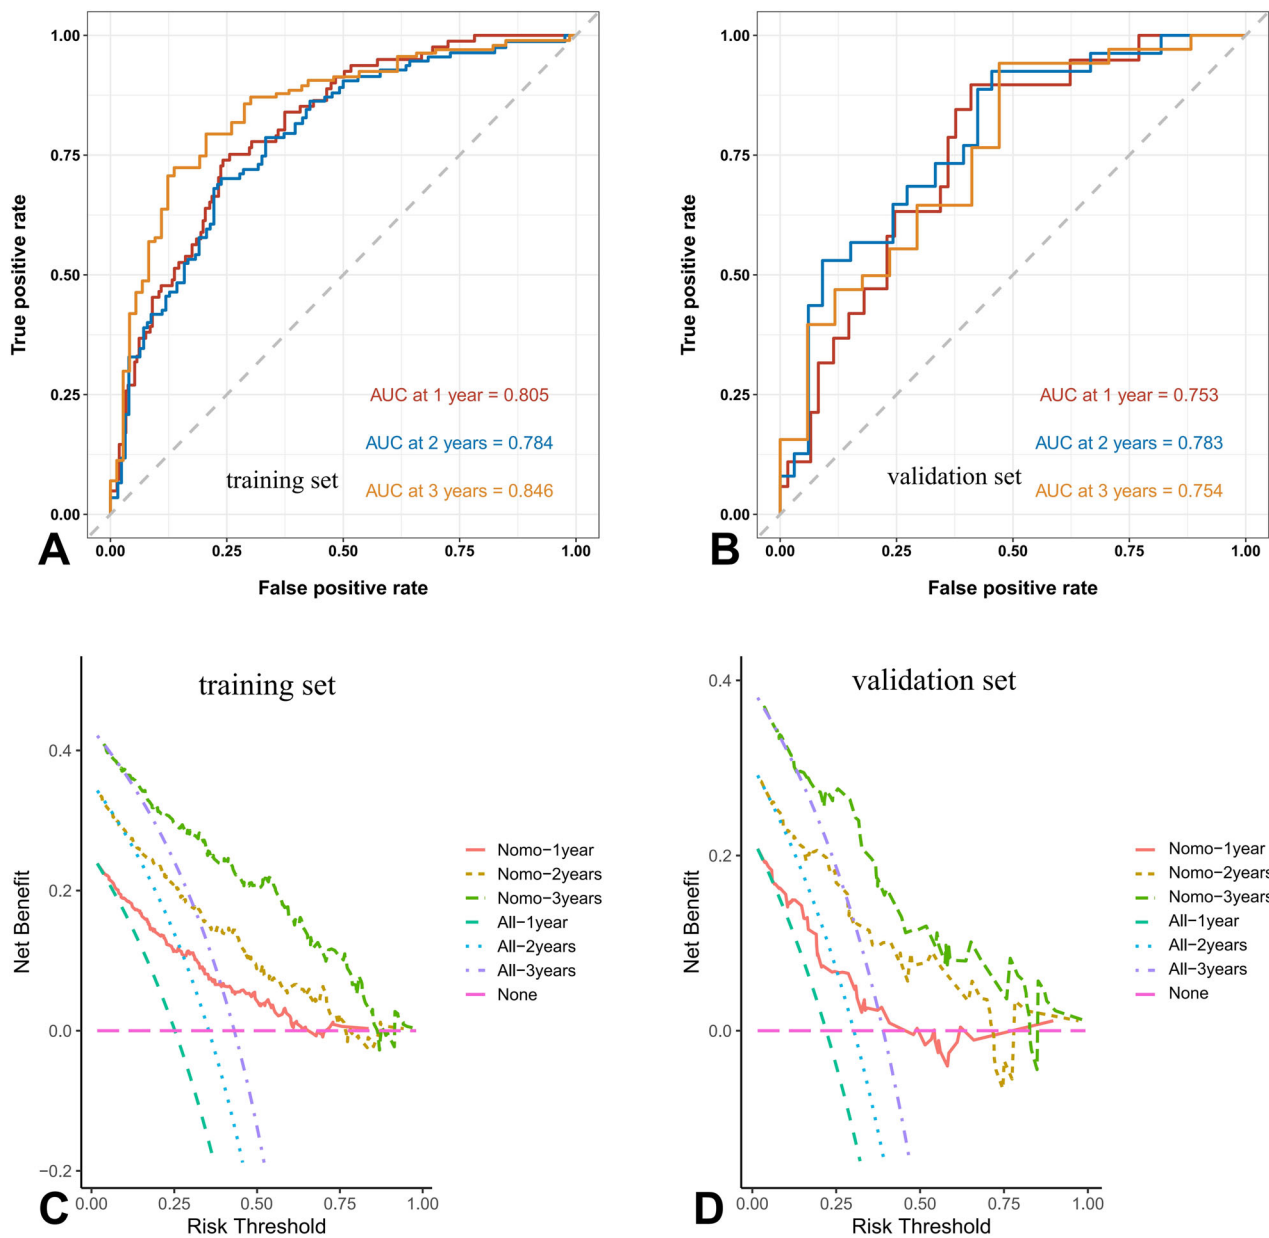 1.00
0.75
0.50
0.25
0.00
True positive rate
AUC at 1 year = 0.805
AUC at 2 years = 0.784
AUC at 3 years = 0.846
training set
0.00 0.25 0.50 0.75 1.00
False positive rate
A
1.00
0.75
0.50
0.25
0.00
True positive rate
AUC at 1 year = 0.753
AUC at 2 years = 0.783
AUC at 3 years = 0.754
validation set
0.00 0.25 0.50 0.75 1.00
False positive rate
B
training set
0.4
0.2
0.0
−0.2
Net Benefit
Nomo−1year
Nomo−2years
Nomo−3years
All−1year
All−2years
All−3years
None
0.00 0.25 0.50 0.75 1.00
Risk Threshold
C
validation set
0.4
0.2
0.0
Net Benefit
Nomo−1year
Nomo−2years
Nomo−3years
All−1year
All−2years
All−3years
None
0.00 0.25 0.50 0.75 1.00
Risk Threshold
D